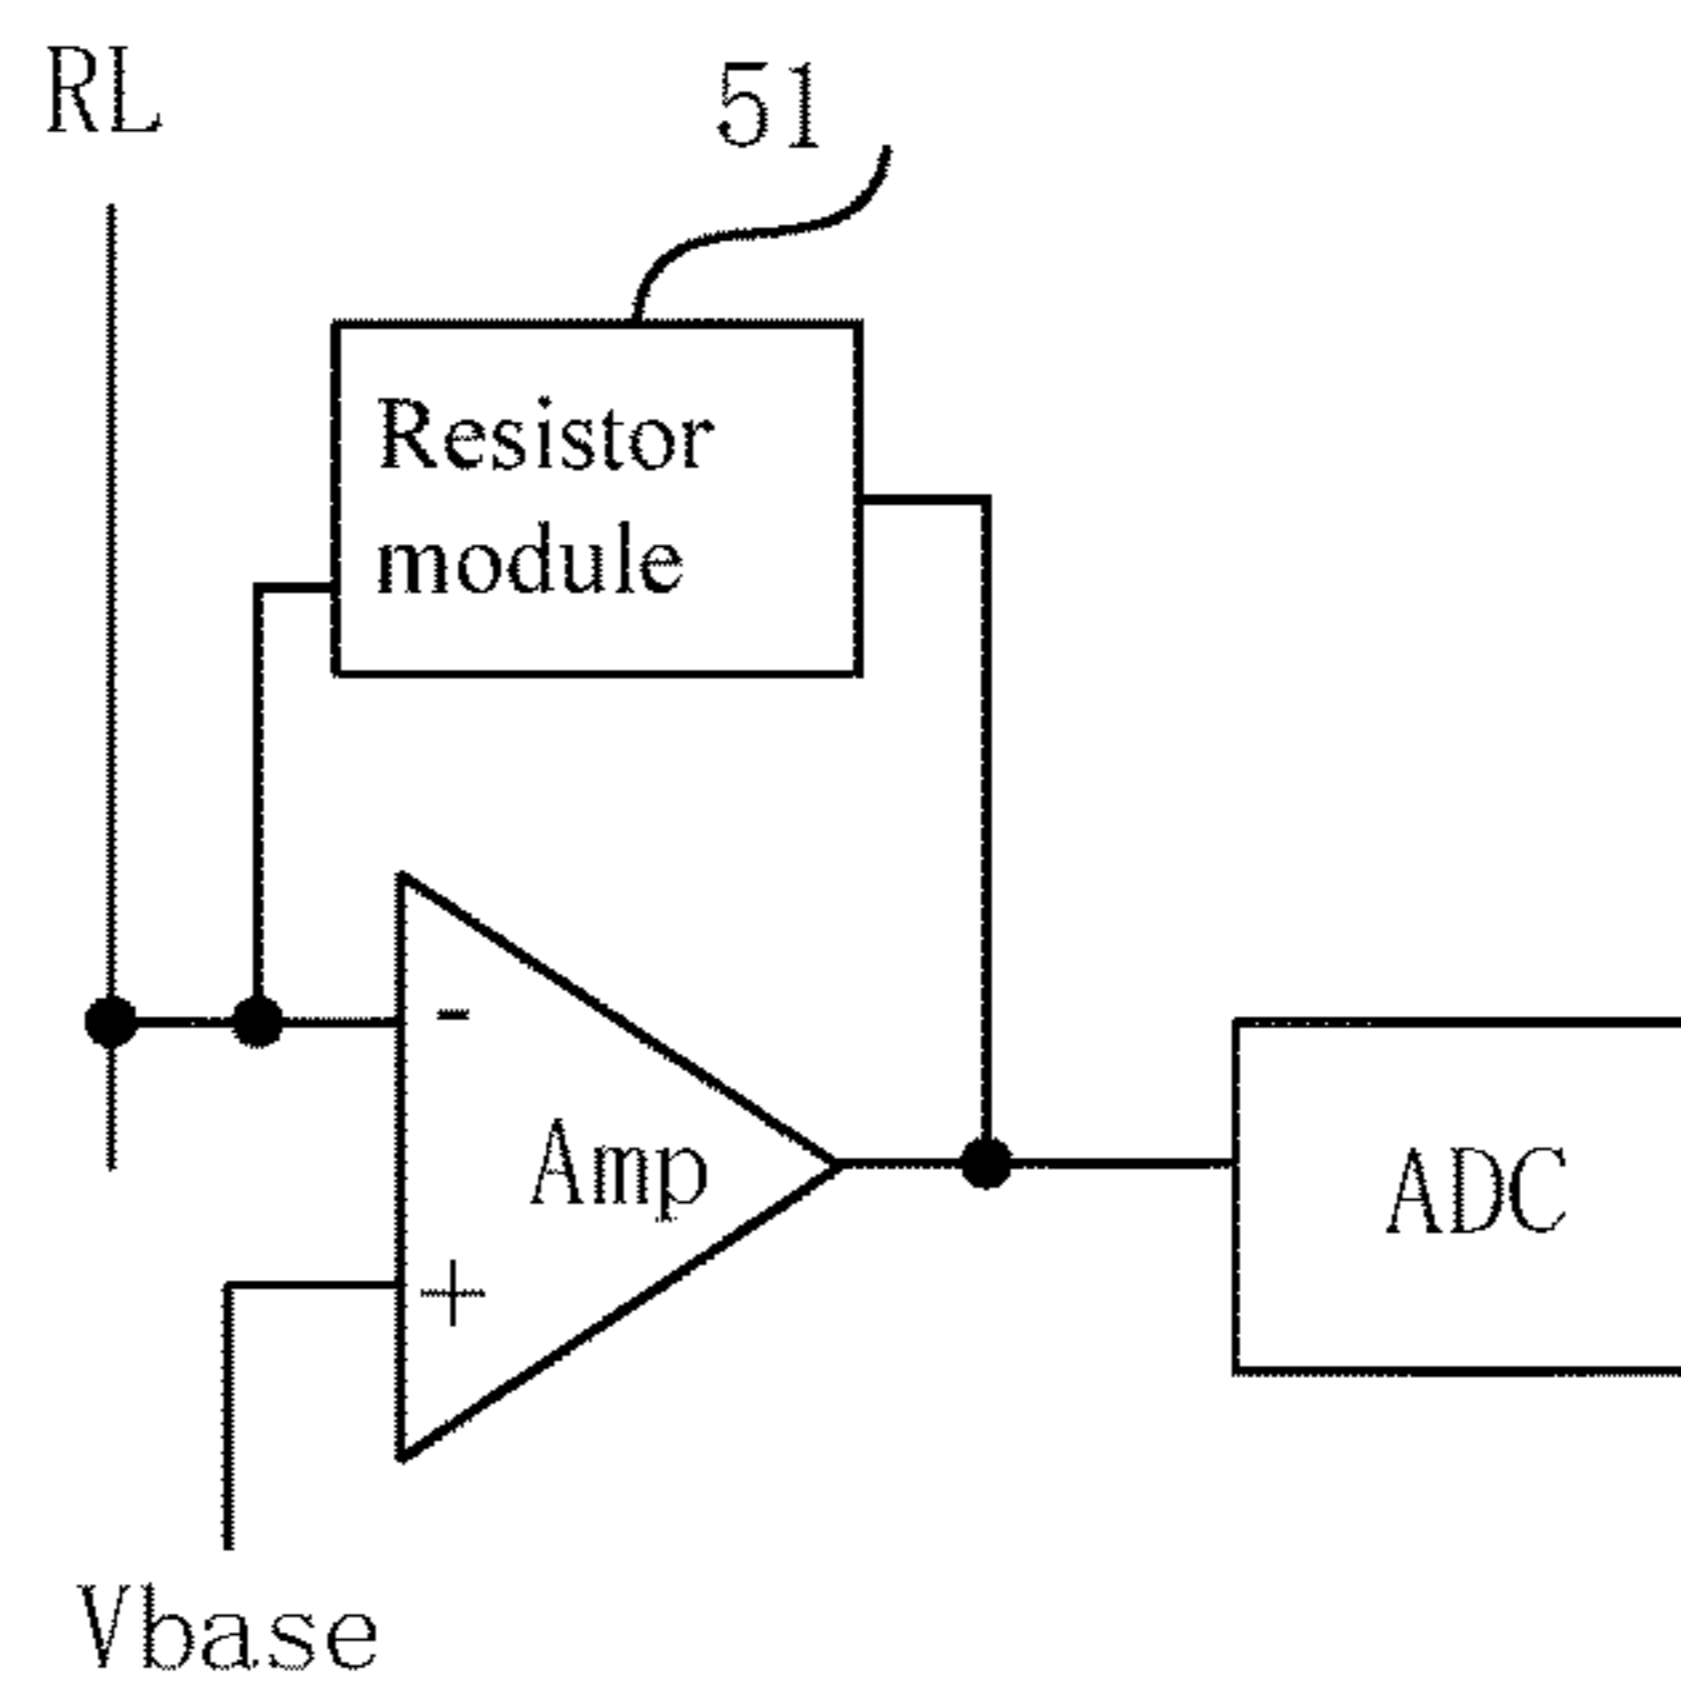 RL
51
Resistor
module
-
Amp
+
ADC
Vbase